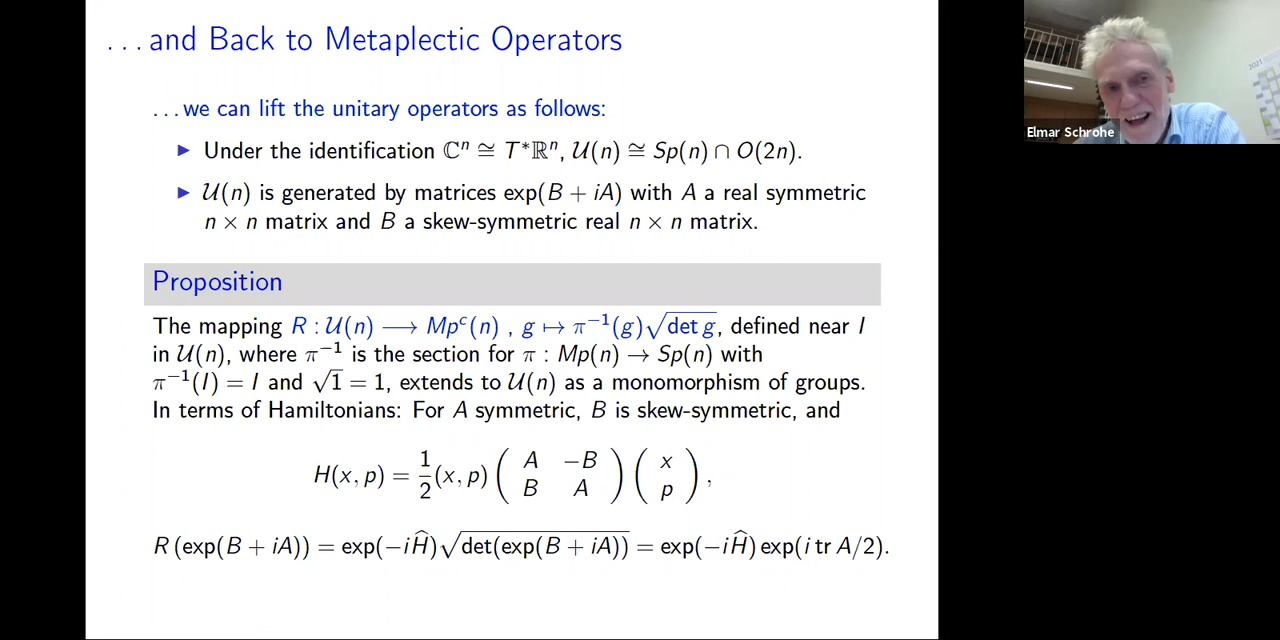 . . . and Back to Metaplectic Operators
. . . we can lift the unitary operators as follows:
▶ Under the identification ℂⁿ ≅ T*ℝⁿ, 𝒰(n) ≅ Sp(n) ∩ O(2n).
▶ 𝒰(n) is generated by matrices exp(B + iA) with A a real symmetric
n × n matrix and B a skew-symmetric real n × n matrix.
Proposition
The mapping R : 𝒰(n) ⟶ Mpᶜ(n) , g ↦ π⁻¹(g)√det g, defined near I
in 𝒰(n), where π⁻¹ is the section for π : Mp(n) → Sp(n) with
π⁻¹(I) = I and √1 = 1, extends to 𝒰(n) as a monomorphism of groups.
In terms of Hamiltonians: For A symmetric, B is skew-symmetric, and
H(x, p) = 1/2 (x, p) ( A −B ; B A ) ( x ; p ) ,
R (exp(B + iA)) = exp(−iĤ)√det(exp(B + iA)) = exp(−iĤ) exp(i tr A/2).
Elmar Schrohe
2021